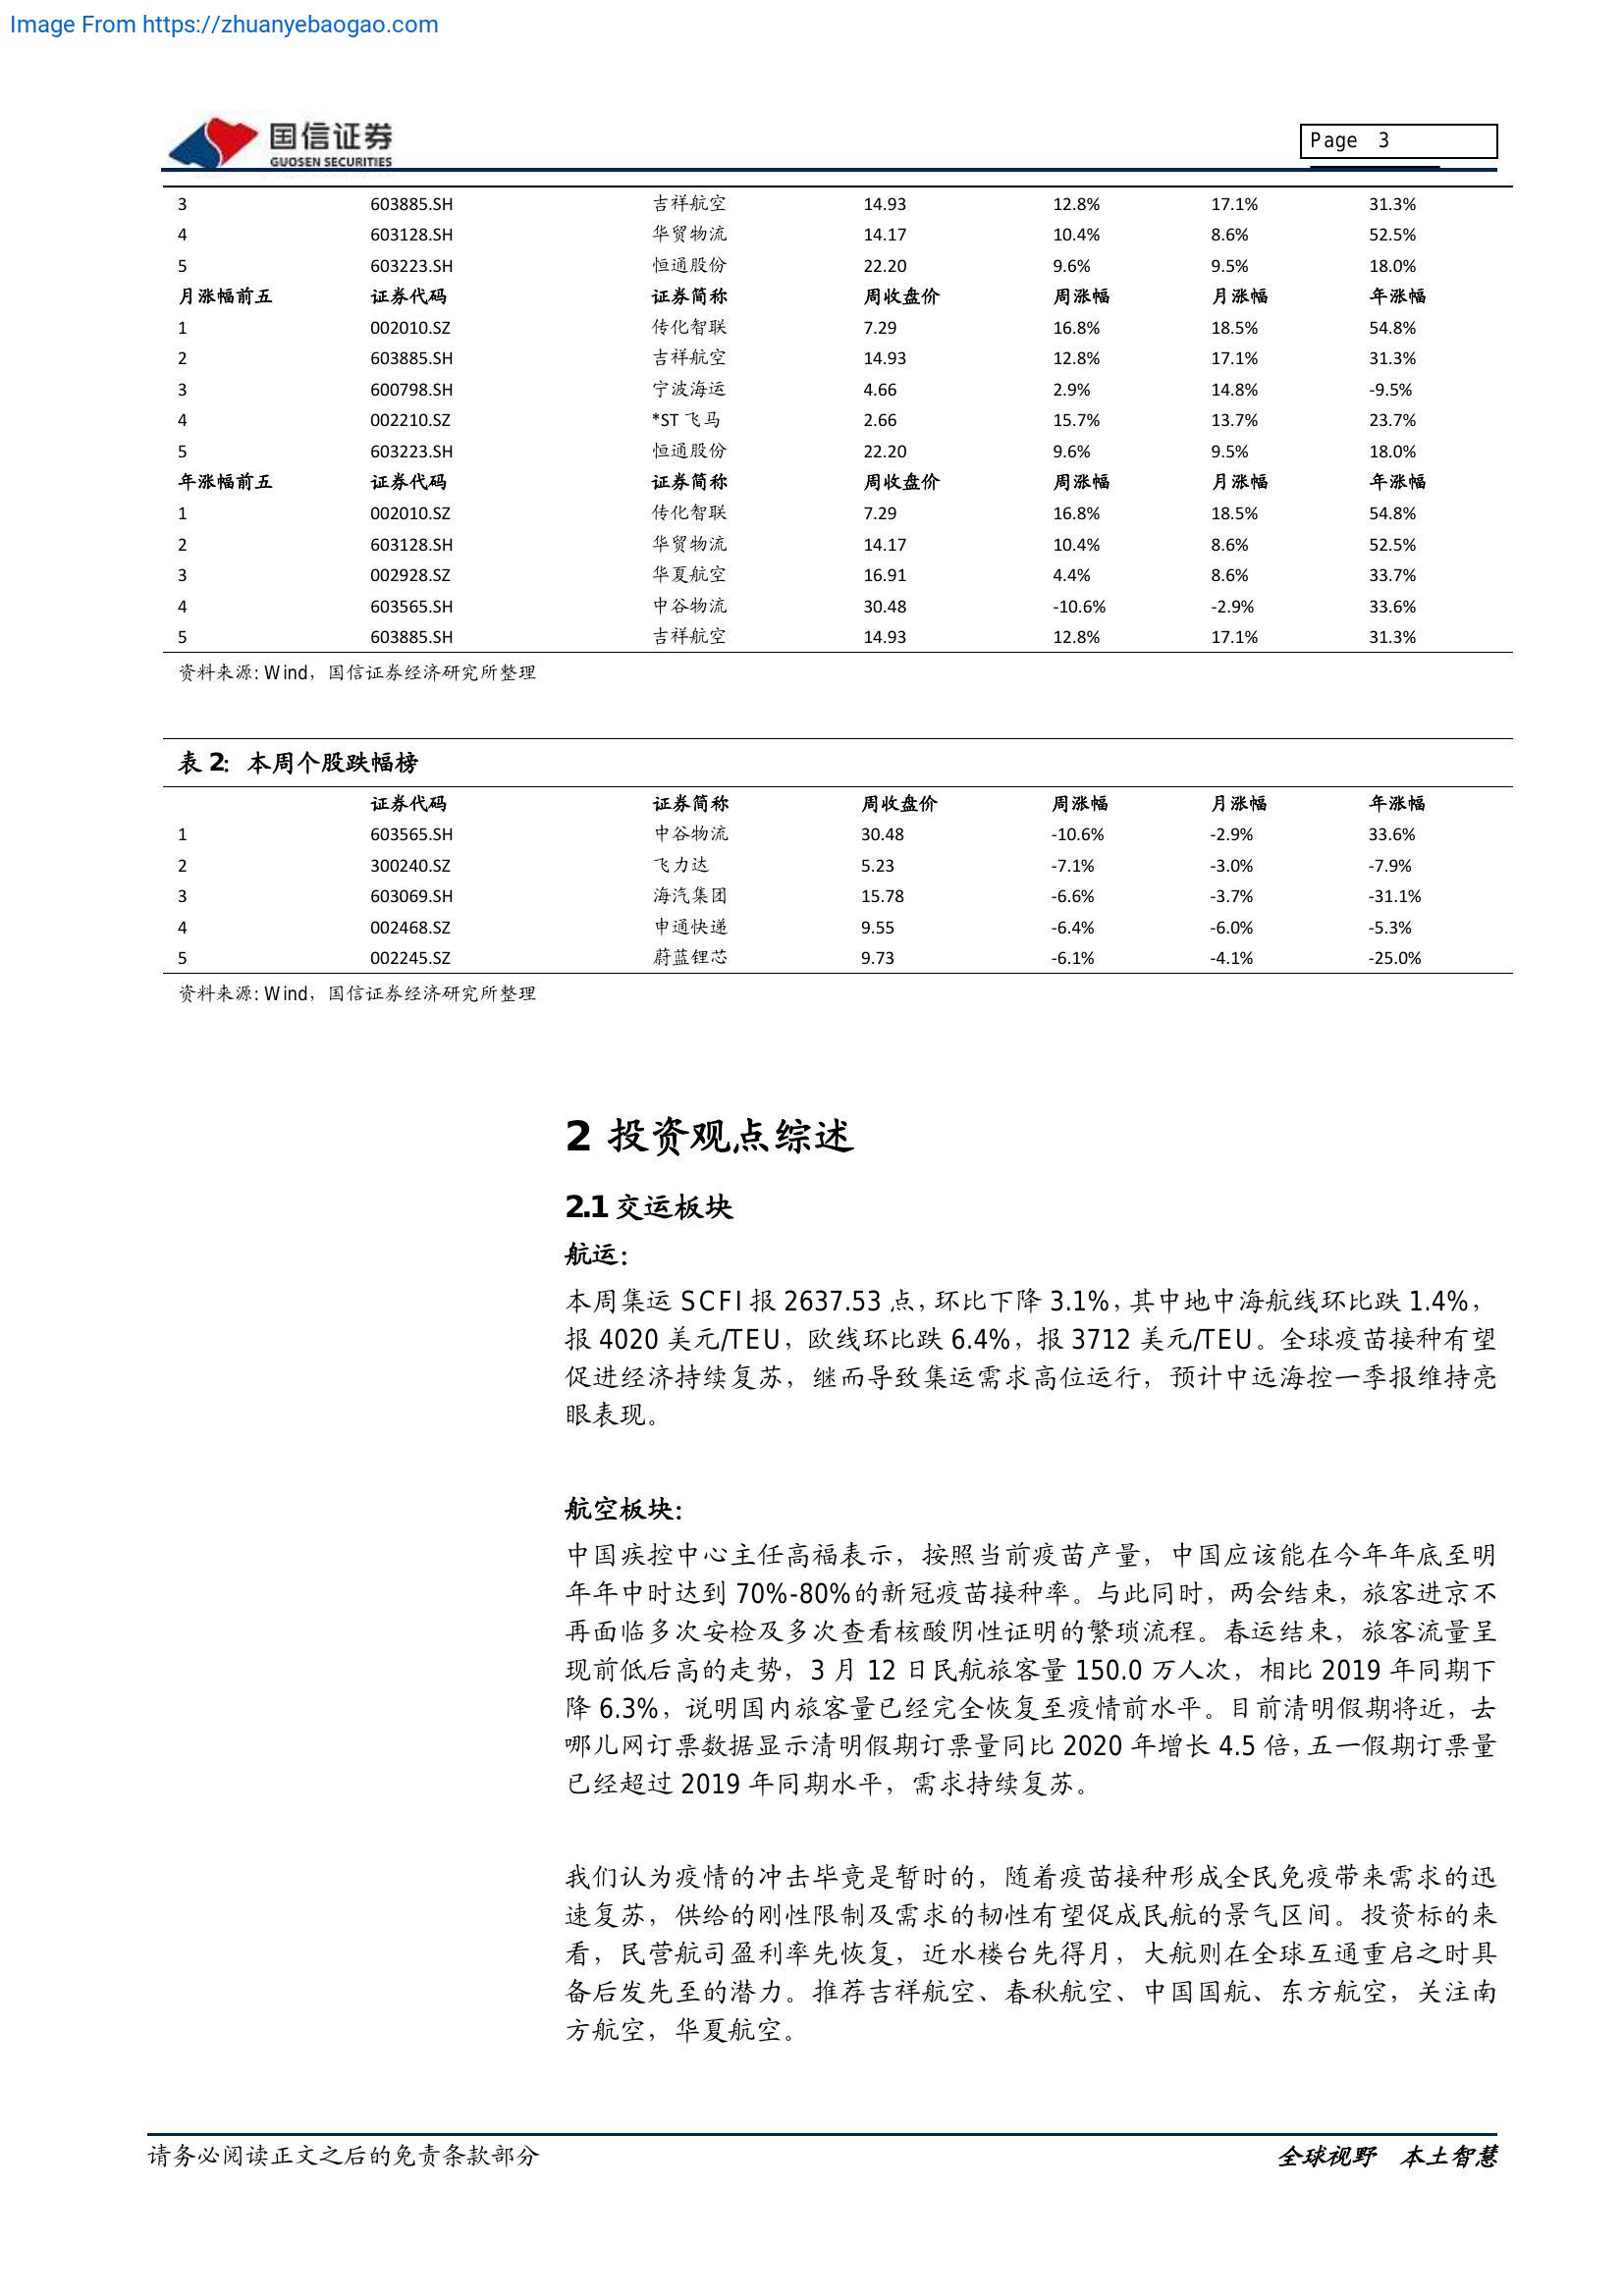 Image From https://zhuanyebaogao.com
国信证券
GUOSEN SECURITIES
Page 3
3 603885.SH 吉祥航空 14.93 12.8% 17.1% 31.3%
4 603128.SH 华贸物流 14.17 10.4% 8.6% 52.5%
5 603223.SH 恒通股份 22.20 9.6% 9.5% 18.0%
月涨幅前五 证券代码 证券简称 周收盘价 周涨幅 月涨幅 年涨幅
1 002010.SZ 传化智联 7.29 16.8% 18.5% 54.8%
2 603885.SH 吉祥航空 14.93 12.8% 17.1% 31.3%
3 600798.SH 宁波海运 4.66 2.9% 14.8% -9.5%
4 002210.SZ *ST 飞马 2.66 15.7% 13.7% 23.7%
5 603223.SH 恒通股份 22.20 9.6% 9.5% 18.0%
年涨幅前五 证券代码 证券简称 周收盘价 周涨幅 月涨幅 年涨幅
1 002010.SZ 传化智联 7.29 16.8% 18.5% 54.8%
2 603128.SH 华贸物流 14.17 10.4% 8.6% 52.5%
3 002928.SZ 华夏航空 16.91 4.4% 8.6% 33.7%
4 603565.SH 中谷物流 30.48 -10.6% -2.9% 33.6%
5 603885.SH 吉祥航空 14.93 12.8% 17.1% 31.3%
资料来源: Wind，国信证券经济研究所整理
表 2：本周个股跌幅榜
证券代码 证券简称 周收盘价 周涨幅 月涨幅 年涨幅
1 603565.SH 中谷物流 30.48 -10.6% -2.9% 33.6%
2 300240.SZ 飞力达 5.23 -7.1% -3.0% -7.9%
3 603069.SH 海汽集团 15.78 -6.6% -3.7% -31.1%
4 002468.SZ 申通快递 9.55 -6.4% -6.0% -5.3%
5 002245.SZ 蔚蓝锂芯 9.73 -6.1% -4.1% -25.0%
资料来源: Wind，国信证券经济研究所整理
2 投资观点综述
2.1 交运板块
航运：
本周集运 SCFI 报 2637.53 点，环比下降 3.1%，其中地中海航线环比跌 1.4%，
报 4020 美元/TEU，欧线环比跌 6.4%，报 3712 美元/TEU。全球疫苗接种有望
促进经济持续复苏，继而导致集运需求高位运行，预计中远海控一季报维持亮
眼表现。
航空板块：
中国疾控中心主任高福表示，按照当前疫苗产量，中国应该能在今年年底至明
年年中时达到 70%-80%的新冠疫苗接种率。与此同时，两会结束，旅客进京不
再面临多次安检及多次查看核酸阴性证明的繁琐流程。春运结束，旅客流量呈
现前低后高的走势，3 月 12 日民航旅客量 150.0 万人次，相比 2019 年同期下
降 6.3%，说明国内旅客量已经完全恢复至疫情前水平。目前清明假期将近，去
哪儿网订票数据显示清明假期订票量同比 2020 年增长 4.5 倍，五一假期订票量
已经超过 2019 年同期水平，需求持续复苏。
我们认为疫情的冲击毕竟是暂时的，随着疫苗接种形成全民免疫带来需求的迅
速复苏，供给的刚性限制及需求的韧性有望促成民航的景气区间。投资标的来
看，民营航司盈利率先恢复，近水楼台先得月，大航则在全球互通重启之时具
备后发先至的潜力。推荐吉祥航空、春秋航空、中国国航、东方航空，关注南
方航空，华夏航空。
请务必阅读正文之后的免责条款部分 全球视野 本土智慧